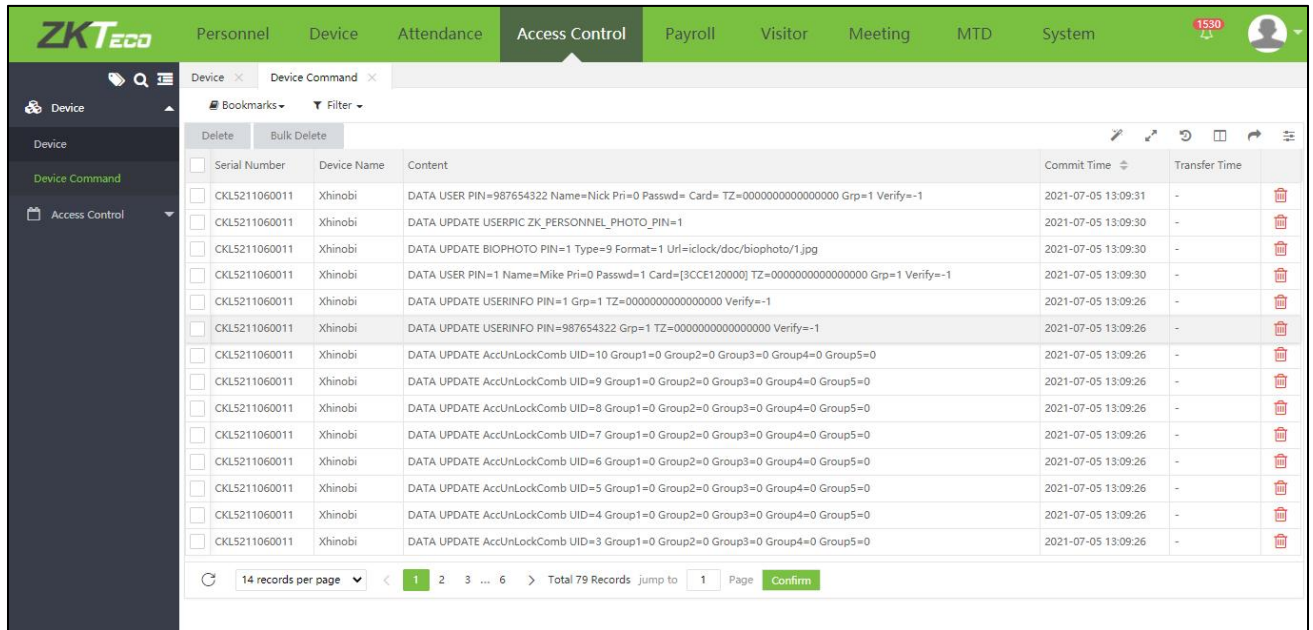 ZKTeco Personnel Device Attendance Access Control Payroll Visitor Meeting MTD System 1530
Device × Device Command ×
Device
Bookmarks Filter
Delete Bulk Delete
Device
Device Command
Access Control
Serial Number Device Name Content Commit Time Transfer Time
CKL5211060011 Xhinobi DATA USER PIN=987654322 Name=Nick Pri=0 Passwd= Card= TZ=0000000000000000 Grp=1 Verify=-1 2021-07-05 13:09:31 -
CKL5211060011 Xhinobi DATA UPDATE USERPIC ZK_PERSONNEL_PHOTO_PIN=1 2021-07-05 13:09:30 -
CKL5211060011 Xhinobi DATA UPDATE BIOPHOTO PIN=1 Type=9 Format=1 Url=iclock/doc/biophoto/1.jpg 2021-07-05 13:09:30 -
CKL5211060011 Xhinobi DATA USER PIN=1 Name=Mike Pri=0 Passwd=1 Card=[3CCE120000] TZ=0000000000000000 Grp=1 Verify=-1 2021-07-05 13:09:30 -
CKL5211060011 Xhinobi DATA UPDATE USERINFO PIN=1 Grp=1 TZ=0000000000000000 Verify=-1 2021-07-05 13:09:26 -
CKL5211060011 Xhinobi DATA UPDATE USERINFO PIN=987654322 Grp=1 TZ=0000000000000000 Verify=-1 2021-07-05 13:09:26 -
CKL5211060011 Xhinobi DATA UPDATE AccUnLockComb UID=10 Group1=0 Group2=0 Group3=0 Group4=0 Group5=0 2021-07-05 13:09:26 -
CKL5211060011 Xhinobi DATA UPDATE AccUnLockComb UID=9 Group1=0 Group2=0 Group3=0 Group4=0 Group5=0 2021-07-05 13:09:26 -
CKL5211060011 Xhinobi DATA UPDATE AccUnLockComb UID=8 Group1=0 Group2=0 Group3=0 Group4=0 Group5=0 2021-07-05 13:09:26 -
CKL5211060011 Xhinobi DATA UPDATE AccUnLockComb UID=7 Group1=0 Group2=0 Group3=0 Group4=0 Group5=0 2021-07-05 13:09:26 -
CKL5211060011 Xhinobi DATA UPDATE AccUnLockComb UID=6 Group1=0 Group2=0 Group3=0 Group4=0 Group5=0 2021-07-05 13:09:26 -
CKL5211060011 Xhinobi DATA UPDATE AccUnLockComb UID=5 Group1=0 Group2=0 Group3=0 Group4=0 Group5=0 2021-07-05 13:09:26 -
CKL5211060011 Xhinobi DATA UPDATE AccUnLockComb UID=4 Group1=0 Group2=0 Group3=0 Group4=0 Group5=0 2021-07-05 13:09:26 -
CKL5211060011 Xhinobi DATA UPDATE AccUnLockComb UID=3 Group1=0 Group2=0 Group3=0 Group4=0 Group5=0 2021-07-05 13:09:26 -
14 records per page < 1 2 3 ... 6 > Total 79 Records jump to 1 Page Confirm